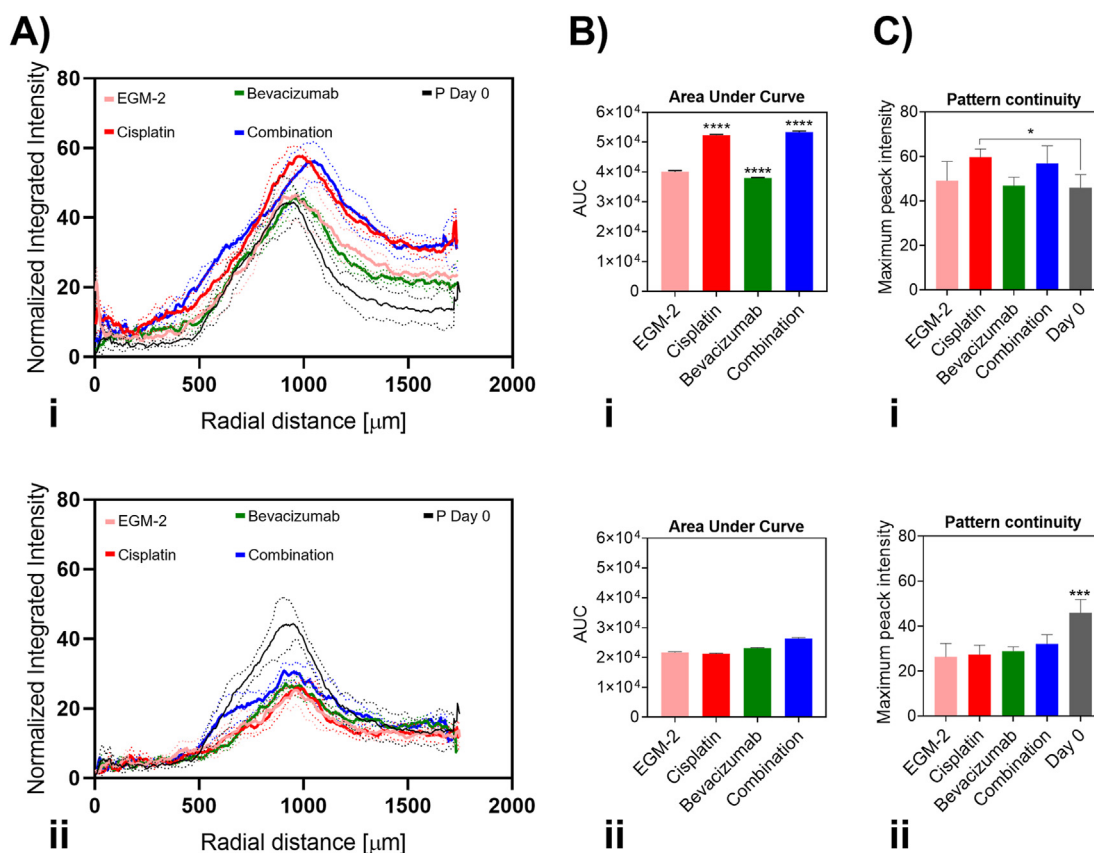 A)
B)
C)
Normalized Integrated Intensity
80
60
40
20
0
EGM-2
Bevacizumab
P Day 0
Cisplatin
Combination
0
500
1000
1500
2000
Radial distance [μm]
i
Area Under Curve
AUC
6×10⁴
5×10⁴
4×10⁴
3×10⁴
2×10⁴
1×10⁴
0
****
****
****
EGM-2
Cisplatin
Bevacizumab
Combination
i
Pattern continuity
Maximum peack intensity
80
60
40
20
0
*
EGM-2
Cisplatin
Bevacizumab
Combination
Day 0
i
Normalized Integrated Intensity
80
60
40
20
0
EGM-2
Bevacizumab
P Day 0
Cisplatin
Combination
0
500
1000
1500
2000
Radial distance [μm]
ii
Area Under Curve
AUC
6×10⁴
5×10⁴
4×10⁴
3×10⁴
2×10⁴
1×10⁴
0
EGM-2
Cisplatin
Bevacizumab
Combination
ii
Pattern continuity
Maximum peack intensity
80
60
40
20
0
***
EGM-2
Cisplatin
Bevacizumab
Combination
Day 0
ii